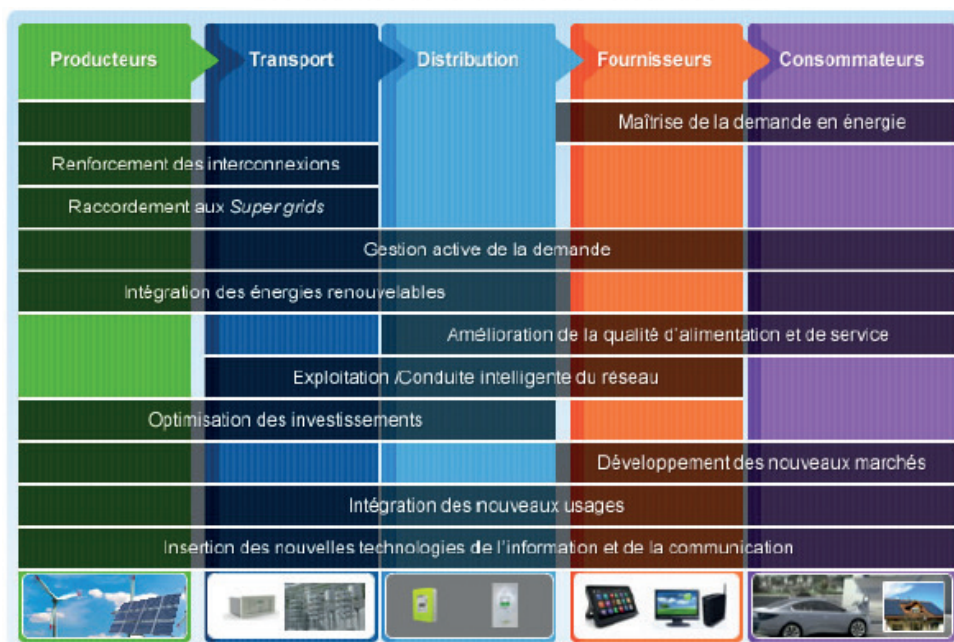 Producteurs
Transport
Distribution
Fournisseurs
Consommateurs
Maîtrise de la demande en énergie
Renforcement des interconnexions
Raccordement aux Super grids
Gestion active de la demande
Intégration des énergies renouvelables
Amélioration de la qualité d'alimentation et de service
Exploitation /Conduite intelligente du réseau
Optimisation des investissements
Développement des nouveaux marchés
Intégration des nouveaux usages
Insertion des nouvelles technologies de l'information et de la communication